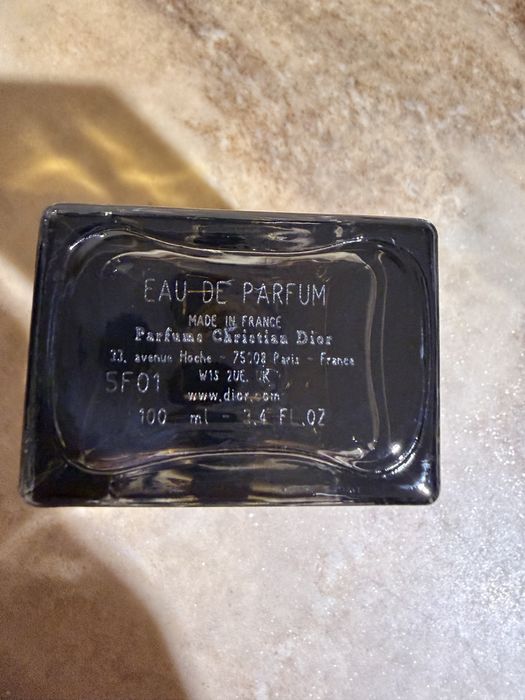 EAU DE PARFUM
MADE IN FRANCE
Parfums Christian Dior
33, avenue Hoche - 75108 Paris - France
5F01 W1S 2UE, UK
www.dior.com
100 ml - 3.4 FL.OZ